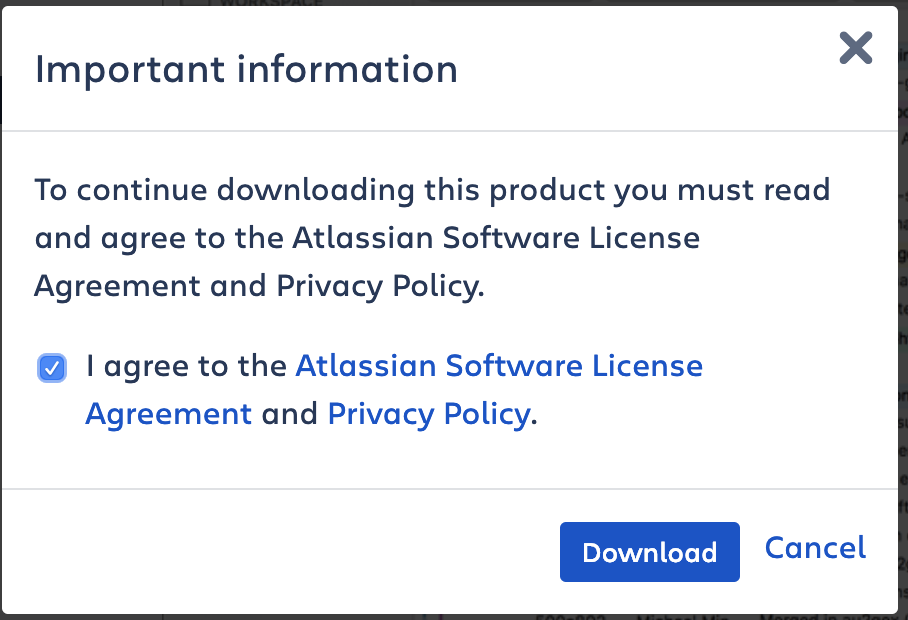 WORKSPACE
Important information
To continue downloading this product you must read
and agree to the Atlassian Software License
Agreement and Privacy Policy.
I agree to the Atlassian Software License
Agreement and Privacy Policy.
Download Cancel